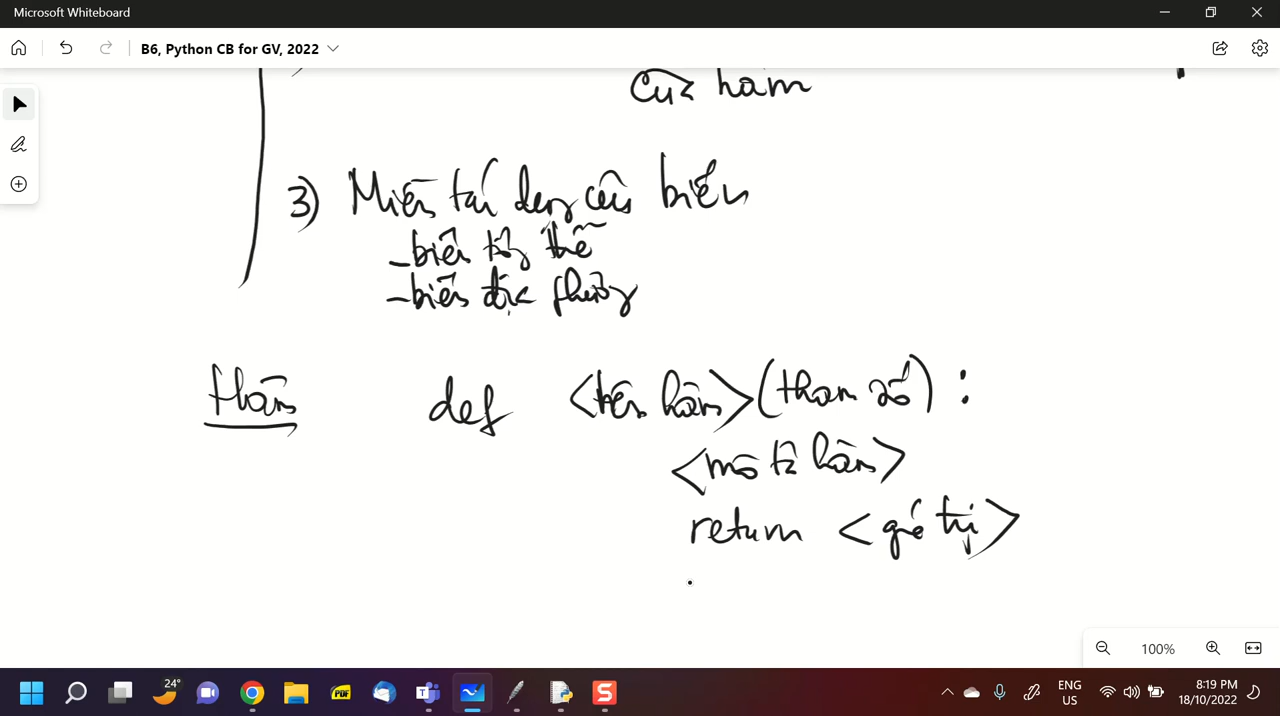 Microsoft Whiteboard
B6, Python CB for GV, 2022
của hàm
3) Miền tác dụng của biến
- biến tổng thể
- biến địa phương
Hàm def <tên hàm>(tham số):
<mô tả hàm>
return <giá trị>
100%
24°
PDF
S
ENG
US
8:19 PM
18/10/2022